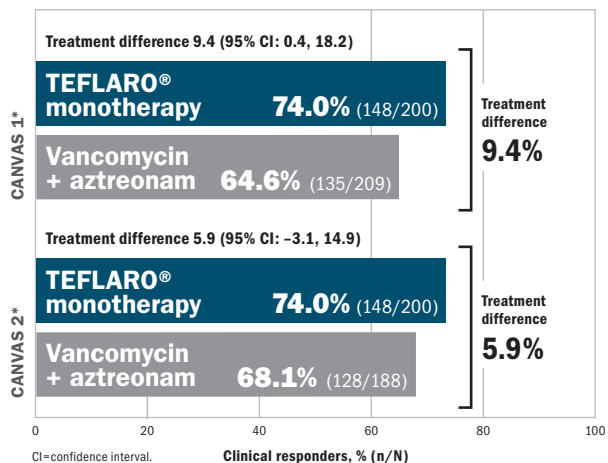 Treatment difference 9.4 (95% CI: 0.4, 18.2)
CANVAS 1*
TEFLARO®
monotherapy 74.0% (148/200)
Vancomycin
+ aztreonam 64.6% (135/209)
Treatment
difference
9.4%
Treatment difference 5.9 (95% CI: –3.1, 14.9)
CANVAS 2*
TEFLARO®
monotherapy 74.0% (148/200)
Vancomycin
+ aztreonam 68.1% (128/188)
Treatment
difference
5.9%
0 20 40 60 80 100
CI=confidence interval. Clinical responders, % (n/N)